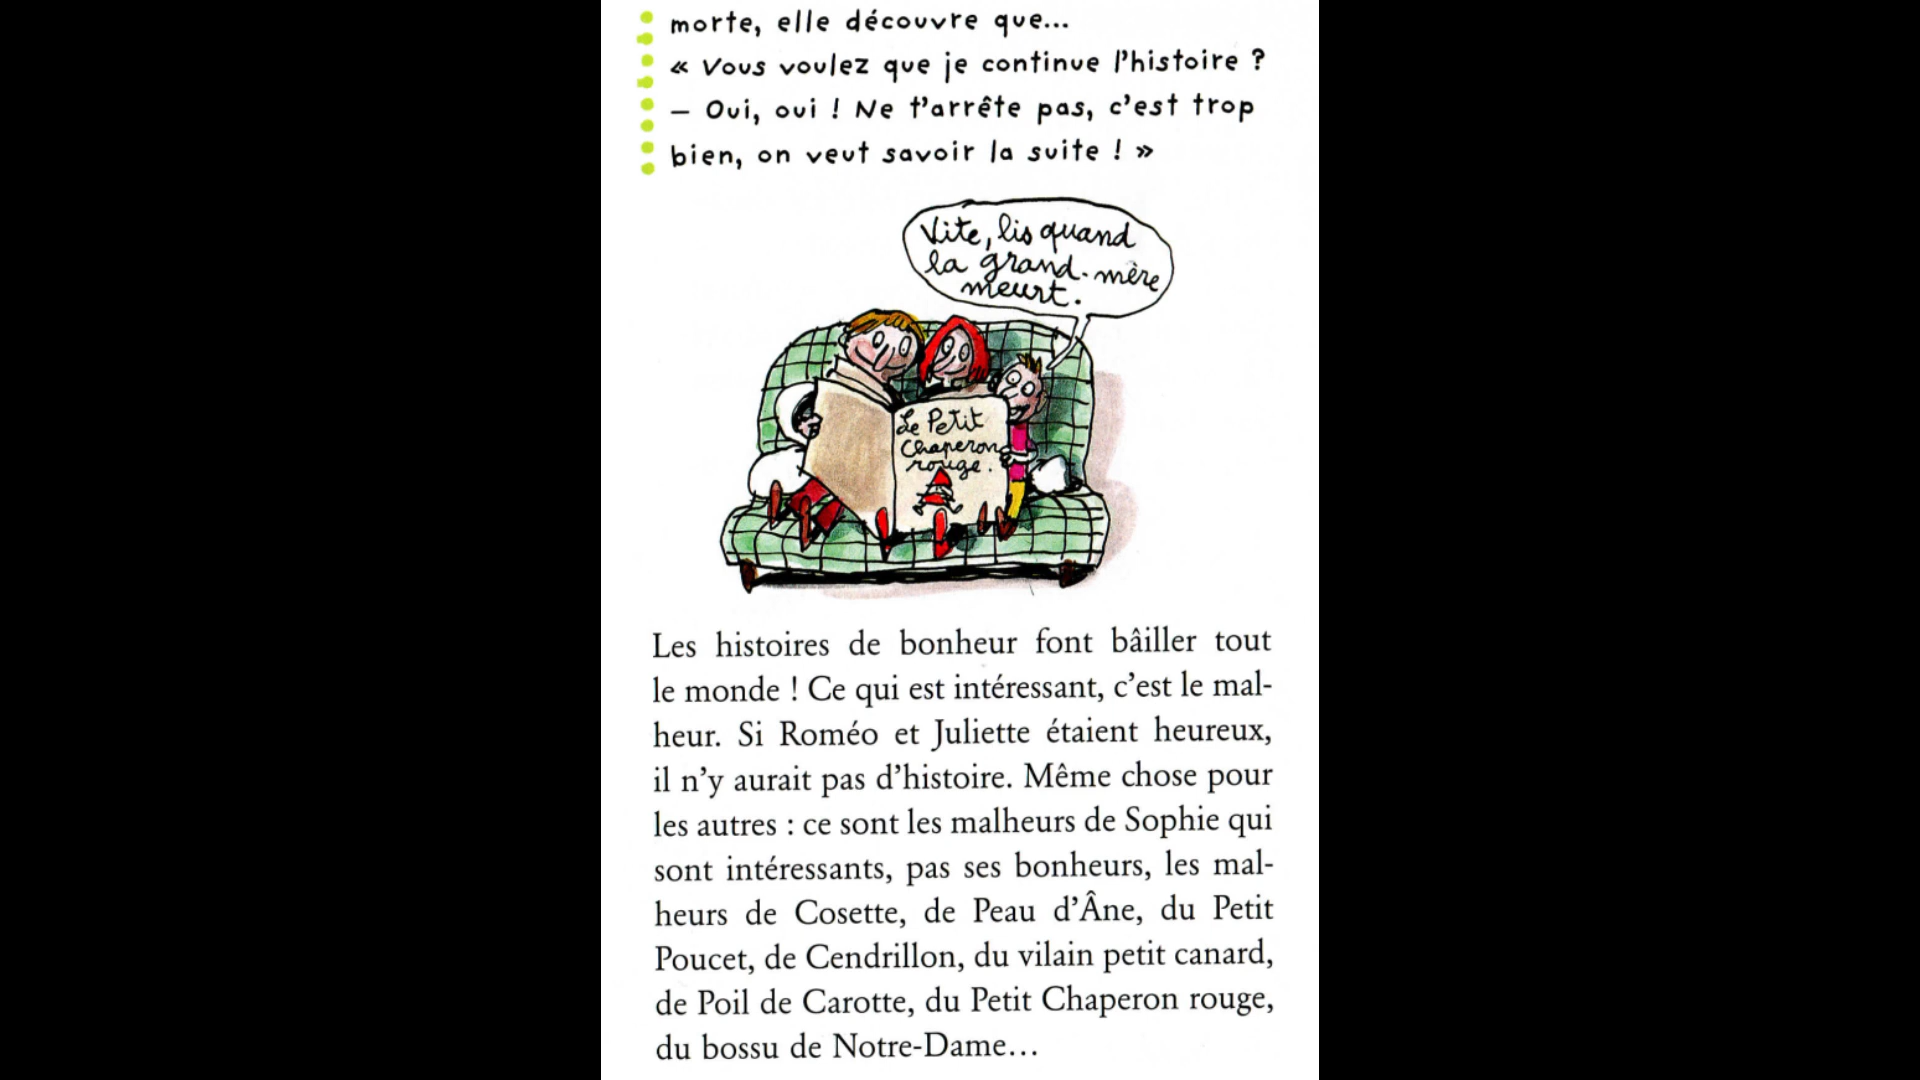 morte, elle découvre que...
« Vous voulez que je continue l'histoire ?
– Oui, oui ! Ne t'arrête pas, c'est trop
bien, on veut savoir la suite ! »
Vite, lis quand
la grand-mère
meurt.
Le Petit
Chaperon
rouge.
Les histoires de bonheur font bâiller tout
le monde ! Ce qui est intéressant, c'est le mal-
heur. Si Roméo et Juliette étaient heureux,
il n'y aurait pas d'histoire. Même chose pour
les autres : ce sont les malheurs de Sophie qui
sont intéressants, pas ses bonheurs, les mal-
heurs de Cosette, de Peau d'Âne, du Petit
Poucet, de Cendrillon, du vilain petit canard,
de Poil de Carotte, du Petit Chaperon rouge,
du bossu de Notre-Dame…